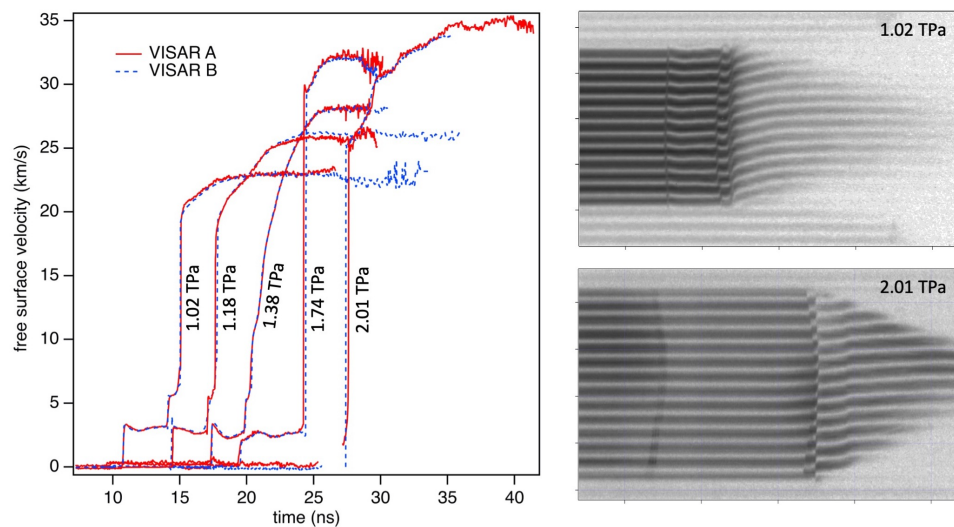 35
30
25
20
15
10
5
0
free surface velocity (km/s)
VISAR A
VISAR B
1.02 TPa
1.18 TPa
1.38 TPa
1.74 TPa
2.01 TPa
10 15 20 25 30 35 40
time (ns)
1.02 TPa
2.01 TPa